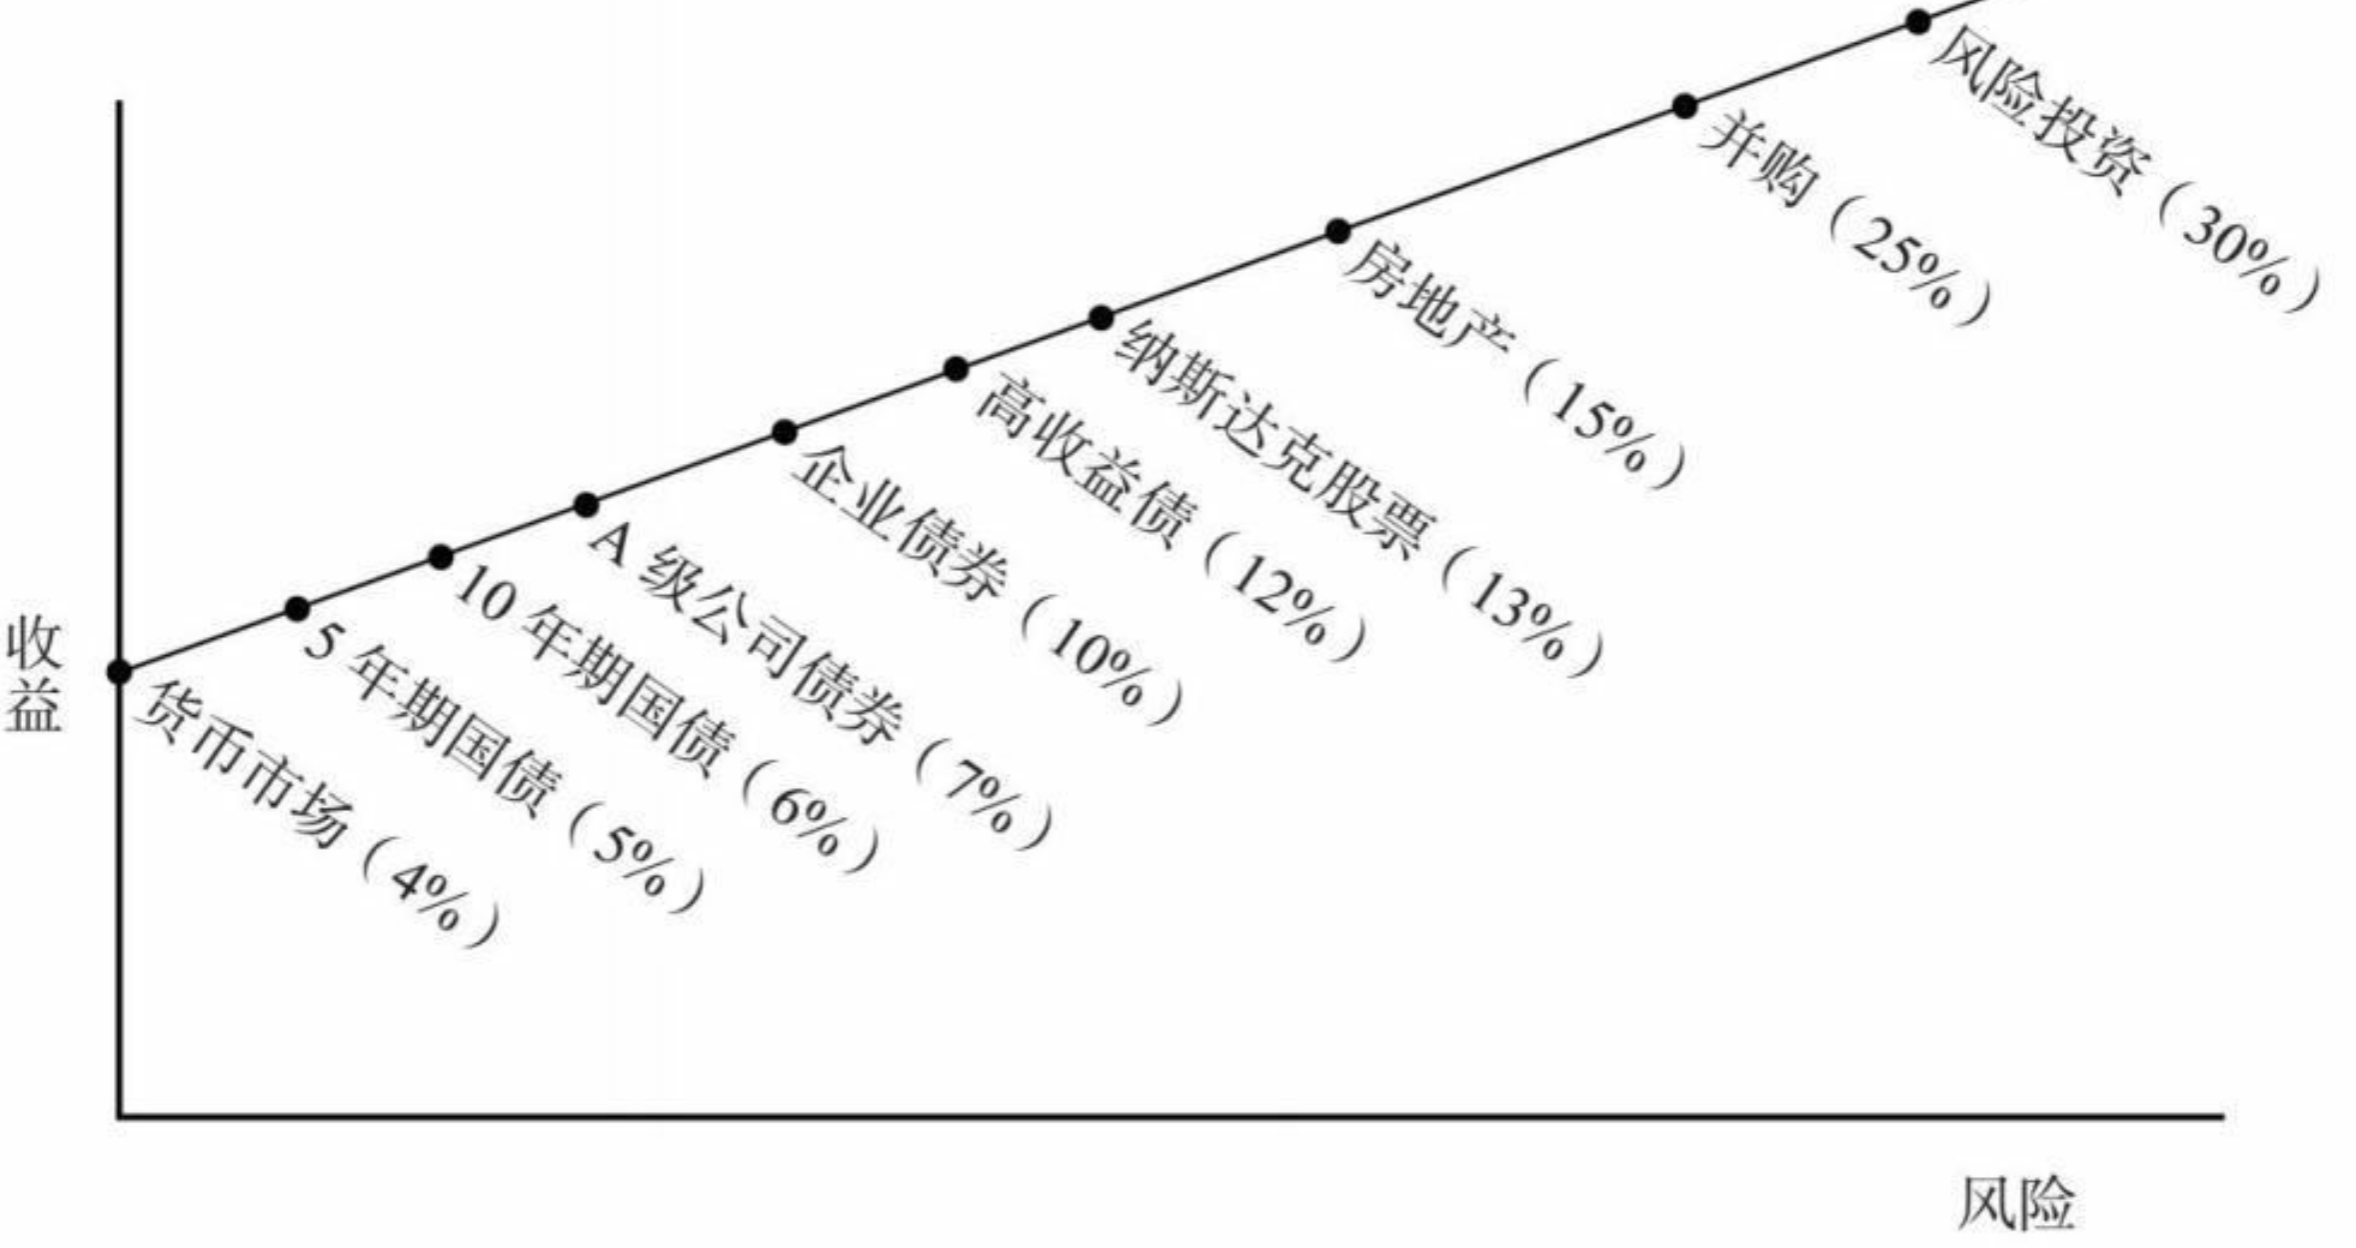 收益
货币市场（4%）
5 年期国债（5%）
10 年期国债（6%）
A 级公司债券（7%）
企业债券（10%）
高收益债（12%）
纳斯达克股票（13%）
房地产（15%）
并购（25%）
风险投资（30%）
风险